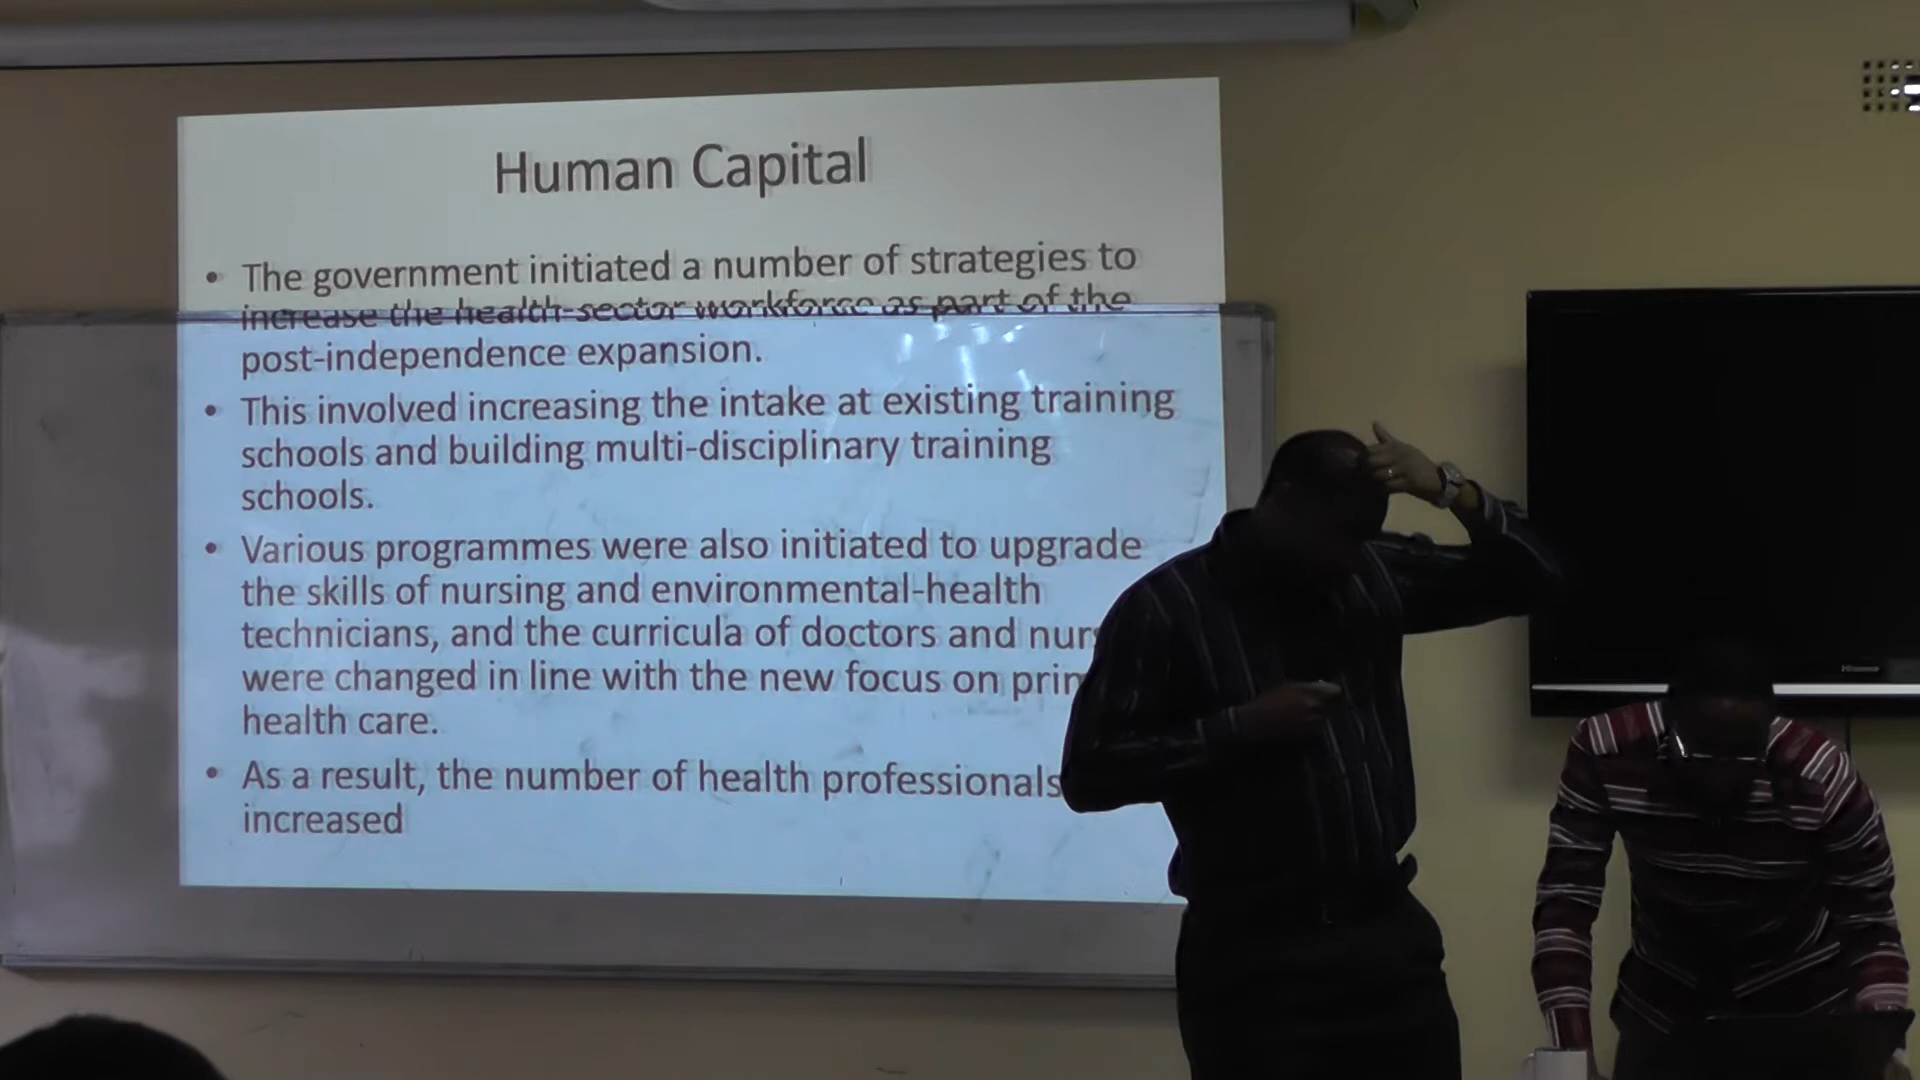 Human Capital
• The government initiated a number of strategies to
increase the health-sector workforce as part of the
post-independence expansion.
• This involved increasing the intake at existing training
schools and building multi-disciplinary training
schools.
• Various programmes were also initiated to upgrade
the skills of nursing and environmental-health
technicians, and the curricula of doctors and
were changed in line with the new focus on
health care.
• As a result, the number of health professionals
increased
Hisense